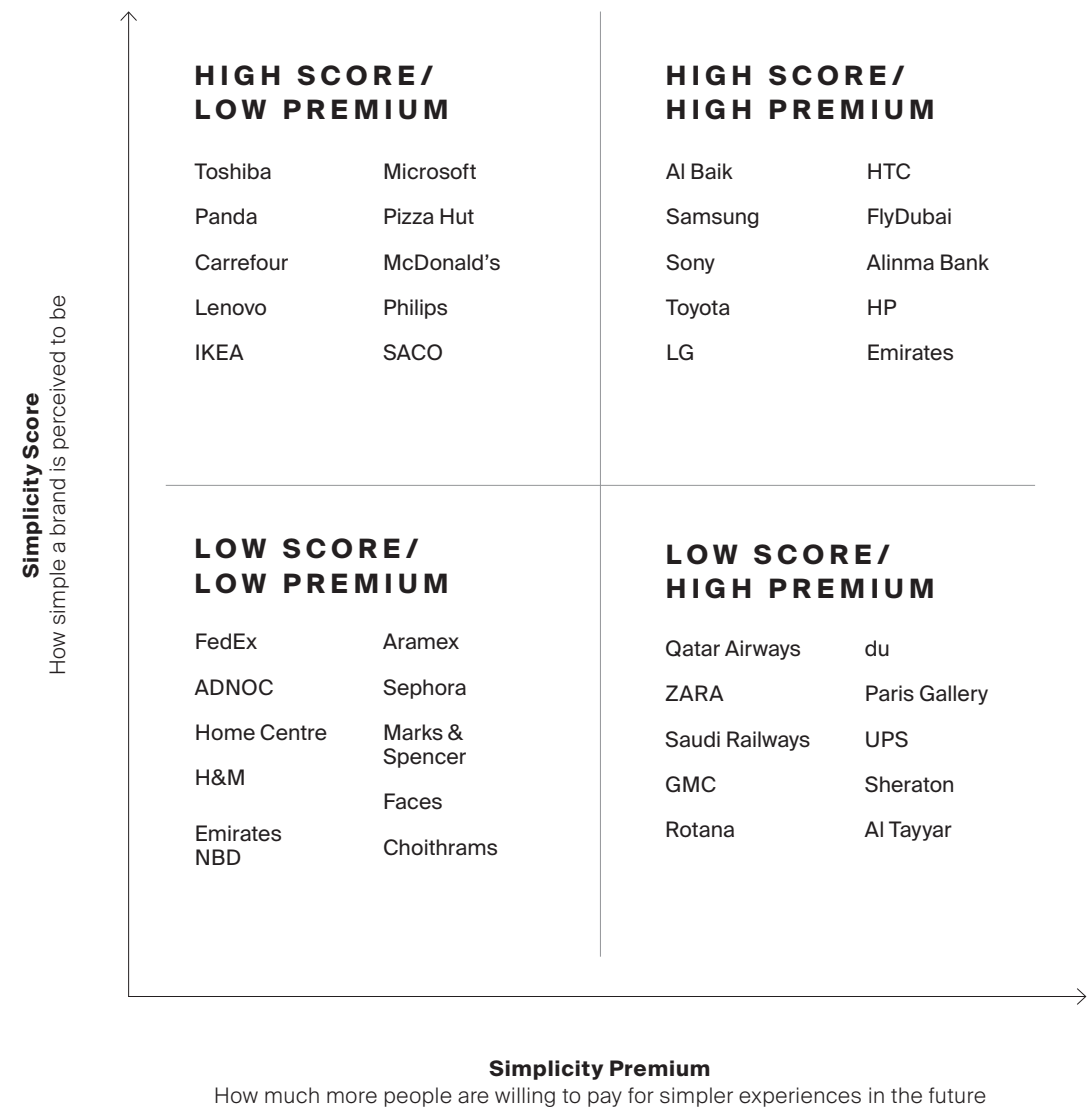 HIGH SCORE/
LOW PREMIUM
Toshiba
Panda
Carrefour
Lenovo
IKEA
Microsoft
Pizza Hut
McDonald’s
Philips
SACO
HIGH SCORE/
HIGH PREMIUM
Al Baik
Samsung
Sony
Toyota
LG
HTC
FlyDubai
Alinma Bank
HP
Emirates
Simplicity Score
How simple a brand is perceived to be
LOW SCORE/
LOW PREMIUM
FedEx
ADNOC
Home Centre
H&M
Emirates
NBD
Aramex
Sephora
Marks &
Spencer
Faces
Choithrams
LOW SCORE/
HIGH PREMIUM
Qatar Airways
ZARA
Saudi Railways
GMC
Rotana
du
Paris Gallery
UPS
Sheraton
Al Tayyar
Simplicity Premium
How much more people are willing to pay for simpler experiences in the future